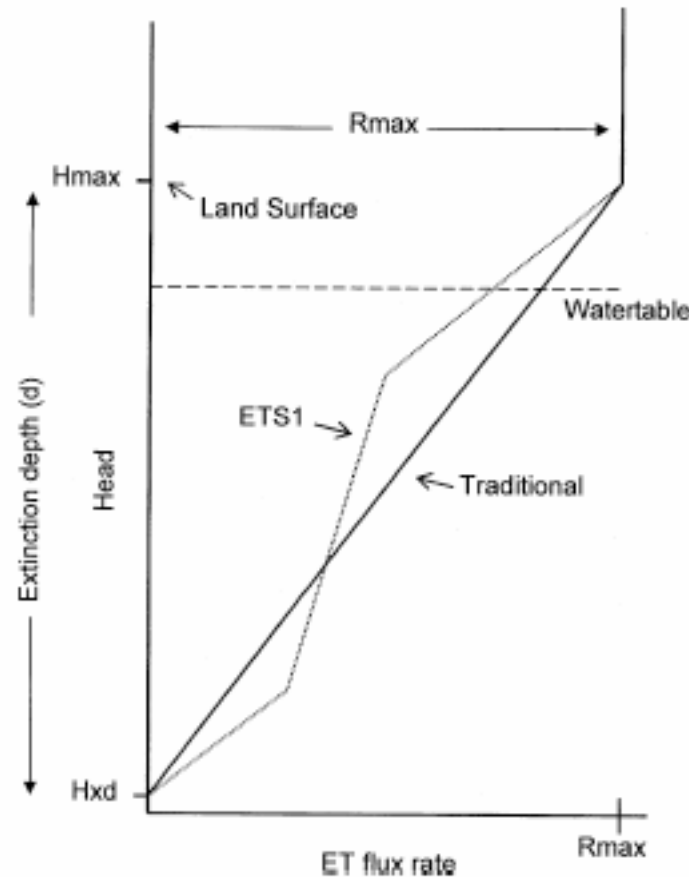 Rmax
Hmax
Land Surface
Watertable
ETS1
Traditional
Extinction depth (d)
Head
Hxd
Rmax
ET flux rate